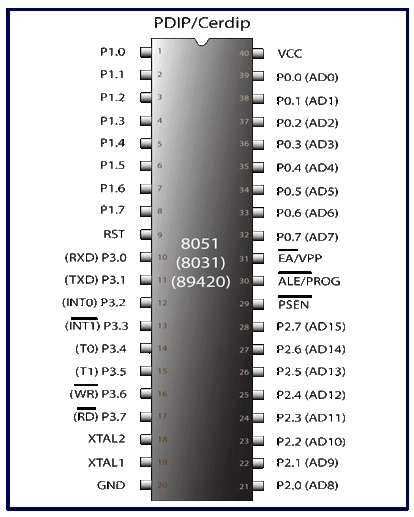 PDIP/Cerdip
P1.0 1 40 VCC
P1.1 2 39 P0.0 (AD0)
P1.2 3 38 P0.1 (AD1)
P1.3 4 37 P0.2 (AD2)
P1.4 5 36 P0.3 (AD3)
P1.5 6 35 P0.4 (AD4)
P1.6 7 34 P0.5 (AD5)
P1.7 8 33 P0.6 (AD6)
RST 9 32 P0.7 (AD7)
8051
(RXD) P3.0 10 (8031) 31 EA/VPP
(TXD) P3.1 11 (89420) 30 ALE/PROG
(INT0) P3.2 12 29 PSEN
(INT1) P3.3 13 28 P2.7 (AD15)
(T0) P3.4 14 27 P2.6 (AD14)
(T1) P3.5 15 26 P2.5 (AD13)
(WR) P3.6 16 25 P2.4 (AD12)
(RD) P3.7 17 24 P2.3 (AD11)
XTAL2 18 23 P2.2 (AD10)
XTAL1 19 22 P2.1 (AD9)
GND 20 21 P2.0 (AD8)